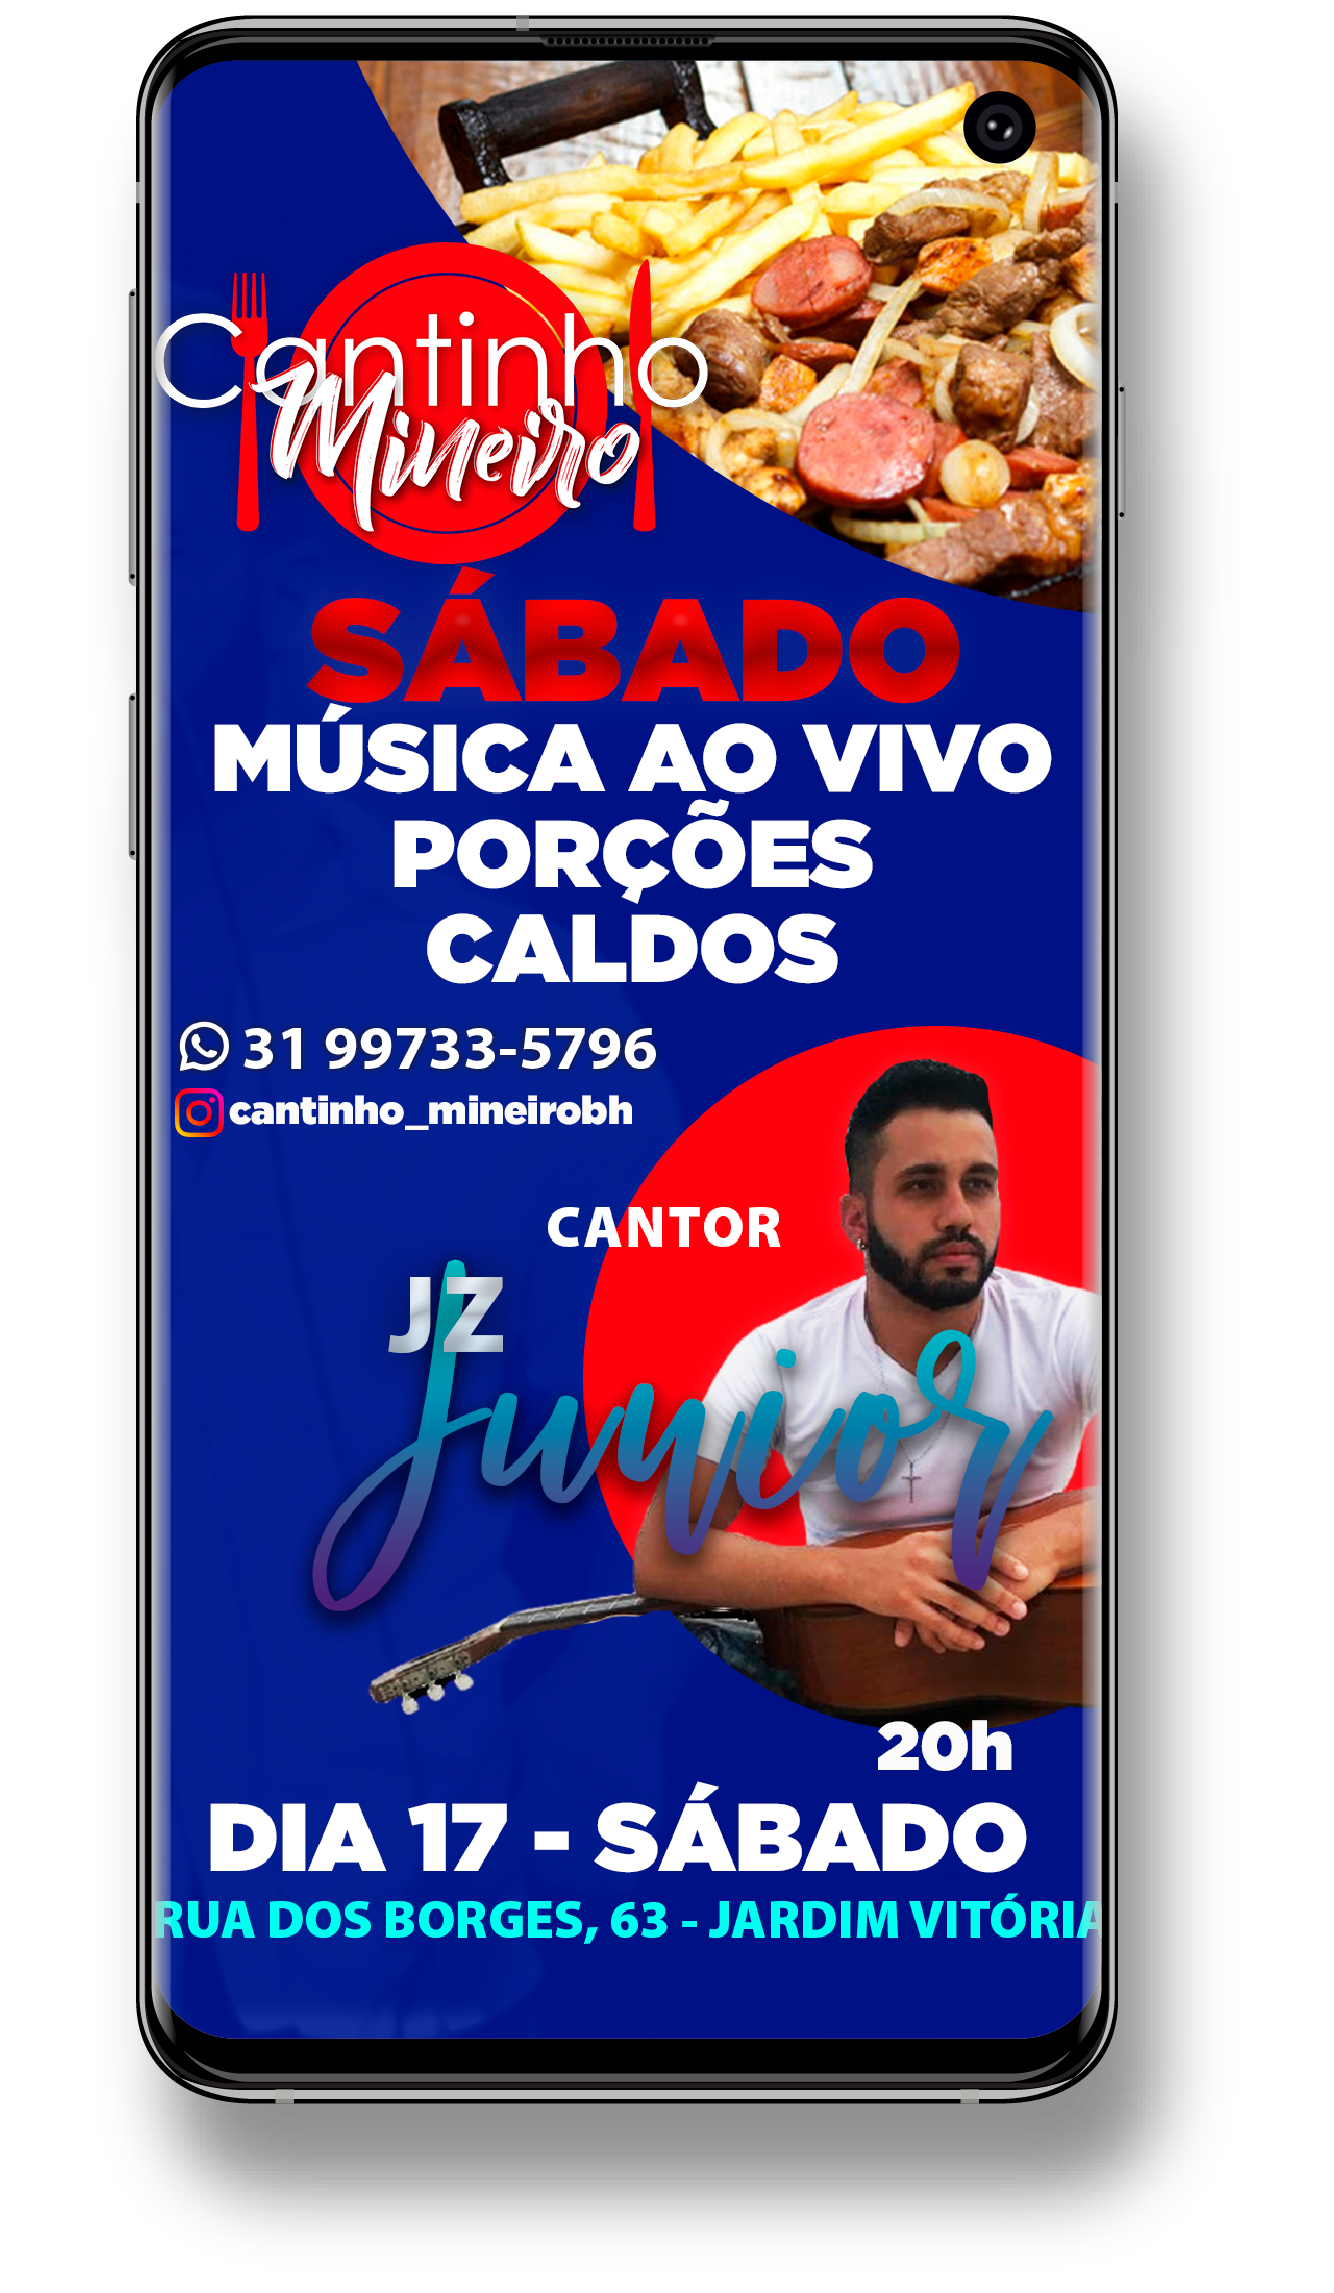 Cantinho
Mineiro
SÁBADO
MÚSICA AO VIVO
PORÇÕES
CALDOS
31 99733-5796
cantinho_mineirobh
CANTOR
JZ
Junior
20h
DIA 17 - SÁBADO
RUA DOS BORGES, 63 - JARDIM VITÓRIA